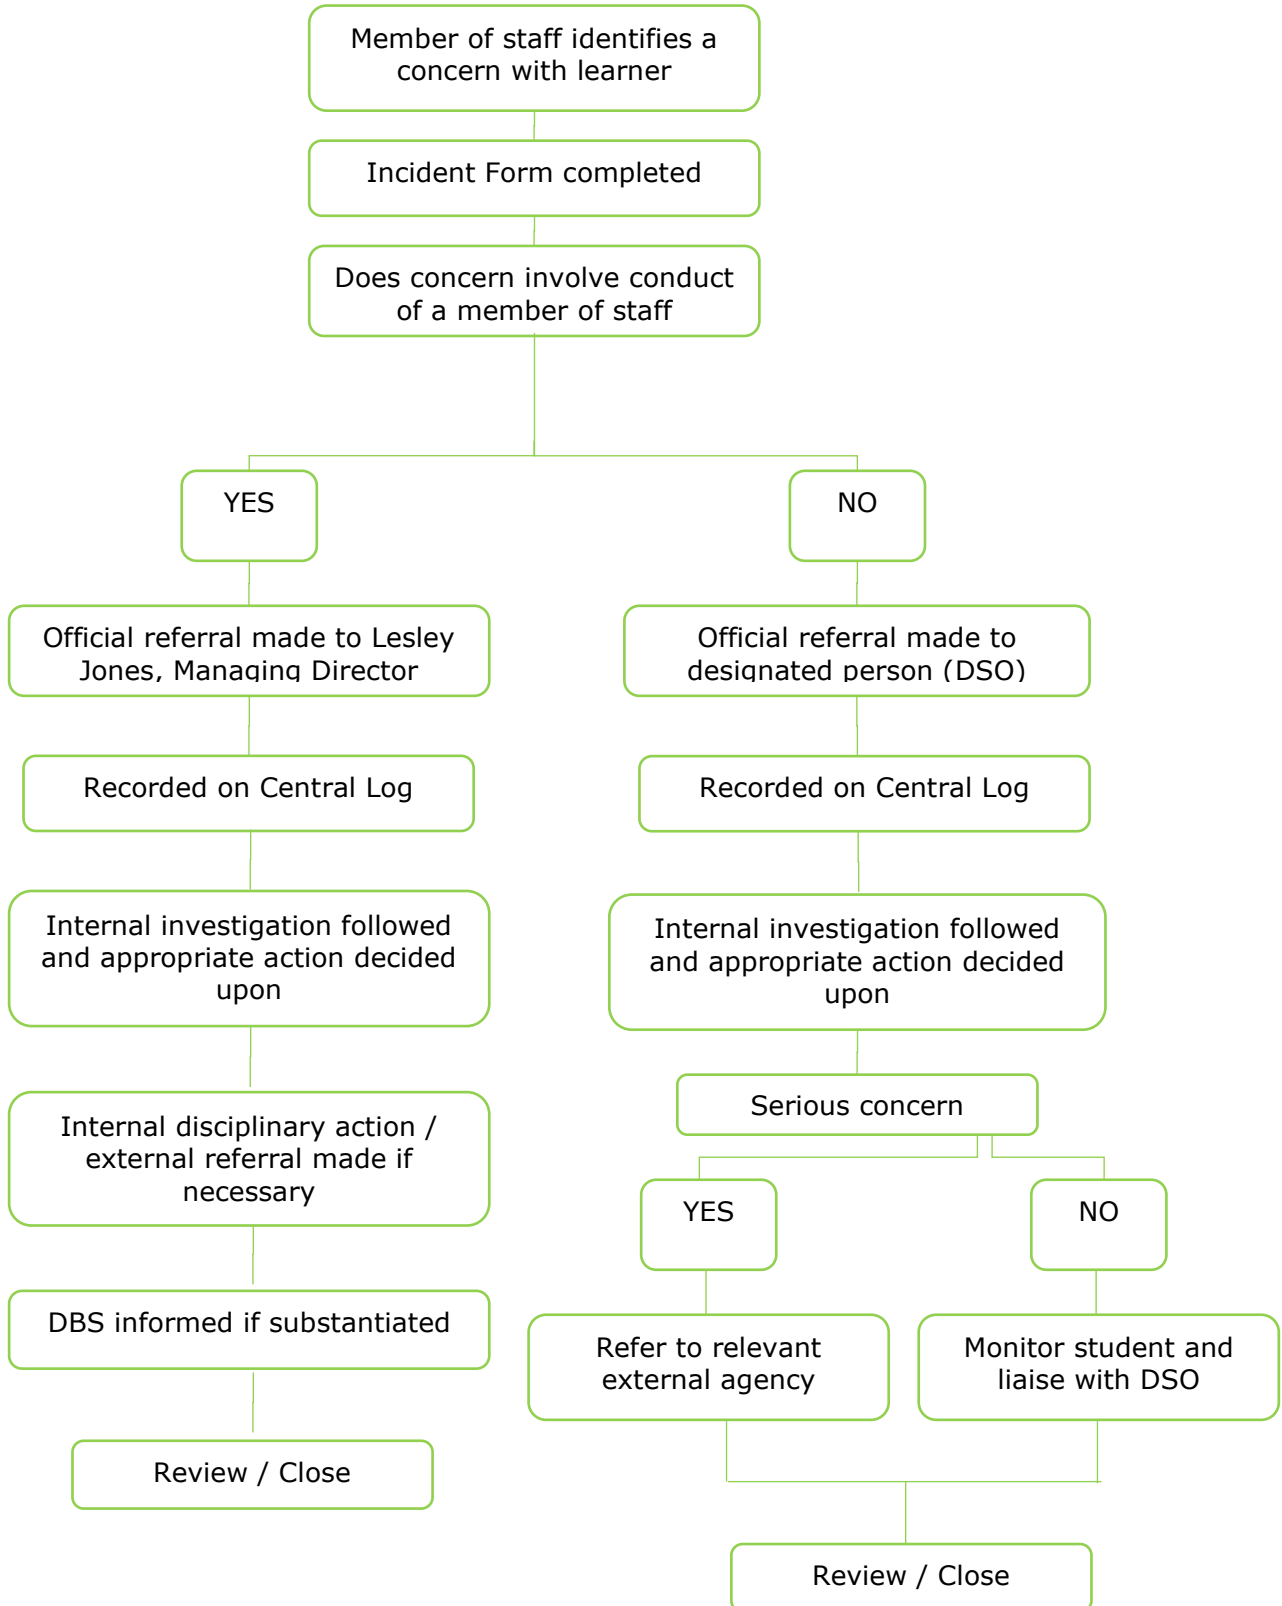 Member of staff identifies a
concern with learner
Incident Form completed
Does concern involve conduct
of a member of staff
YES
NO
Official referral made to Lesley
Jones, Managing Director
Official referral made to
designated person (DSO)
Recorded on Central Log
Recorded on Central Log
Internal investigation followed
and appropriate action decided
upon
Internal investigation followed
and appropriate action decided
upon
Serious concern
Internal disciplinary action /
external referral made if
necessary
YES
NO
DBS informed if substantiated
Refer to relevant
external agency
Monitor student and
liaise with DSO
Review / Close
Review / Close